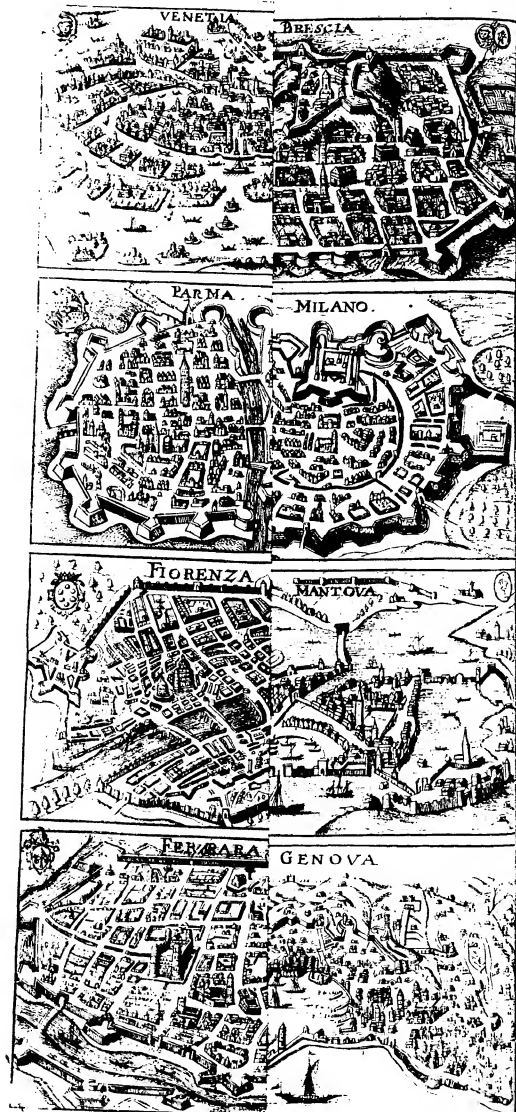 VENETIA
BRESCIA
PARMA.
MILANO.
FIORENZA
MANTOVA
FERRARA
GENOVA